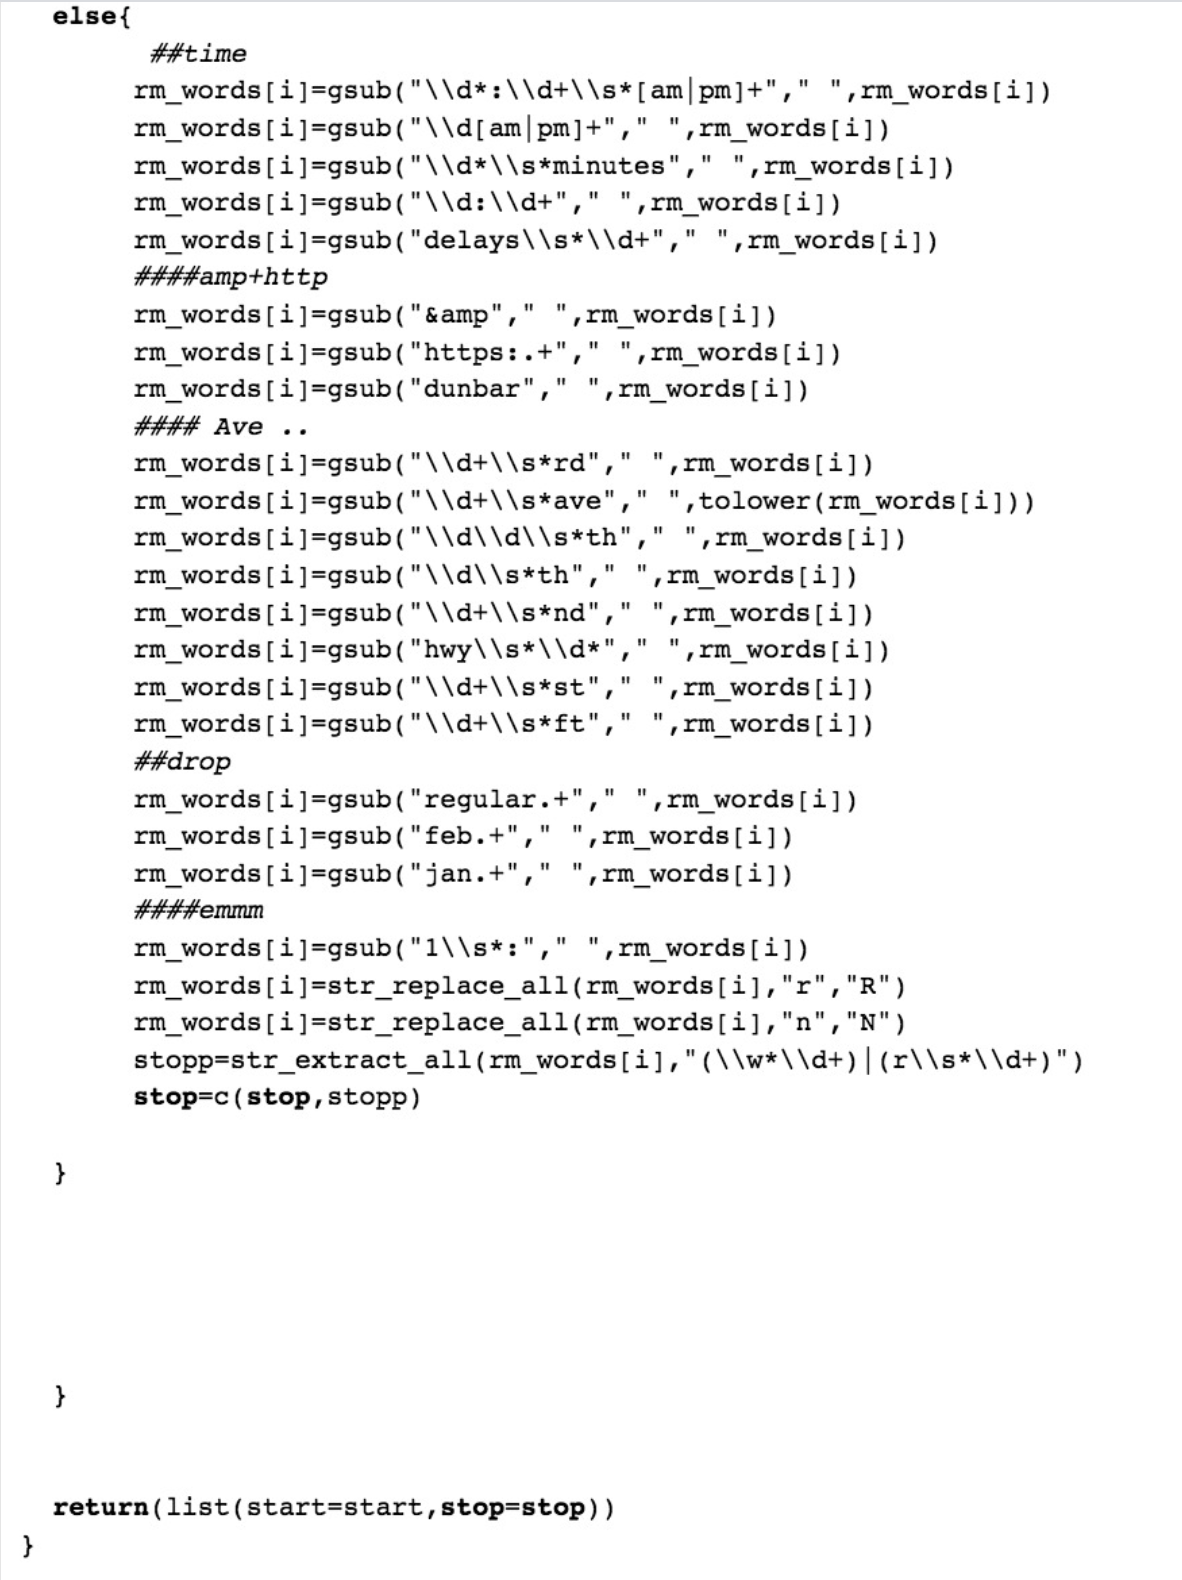 else{
##time
rm_words[i]=gsub("\\d*:\\d+\\s*[am|pm]+"," ",rm_words[i])
rm_words[i]=gsub("\\d[am|pm]+"," ",rm_words[i])
rm_words[i]=gsub("\\d*\\s*minutes"," ",rm_words[i])
rm_words[i]=gsub("\\d:\\d+"," ",rm_words[i])
rm_words[i]=gsub("delays\\s*\\d+"," ",rm_words[i])
####amp+http
rm_words[i]=gsub("&amp"," ",rm_words[i])
rm_words[i]=gsub("https:.+"," ",rm_words[i])
rm_words[i]=gsub("dunbar"," ",rm_words[i])
#### Ave ..
rm_words[i]=gsub("\\d+\\s*rd"," ",rm_words[i])
rm_words[i]=gsub("\\d+\\s*ave"," ",tolower(rm_words[i]))
rm_words[i]=gsub("\\d\\d\\s*th"," ",rm_words[i])
rm_words[i]=gsub("\\d\\s*th"," ",rm_words[i])
rm_words[i]=gsub("\\d+\\s*nd"," ",rm_words[i])
rm_words[i]=gsub("hwy\\s*\\d*"," ",rm_words[i])
rm_words[i]=gsub("\\d+\\s*st"," ",rm_words[i])
rm_words[i]=gsub("\\d+\\s*ft"," ",rm_words[i])
##drop
rm_words[i]=gsub("regular.+"," ",rm_words[i])
rm_words[i]=gsub("feb.+"," ",rm_words[i])
rm_words[i]=gsub("jan.+"," ",rm_words[i])
####emmm
rm_words[i]=gsub("1\\s*:"," ",rm_words[i])
rm_words[i]=str_replace_all(rm_words[i],"r","R")
rm_words[i]=str_replace_all(rm_words[i],"n","N")
stopp=str_extract_all(rm_words[i],"(\\w*\\d+)|(r\\s*\\d+)")
stop=c(stop,stopp)
}
}
return(list(start=start,stop=stop))
}